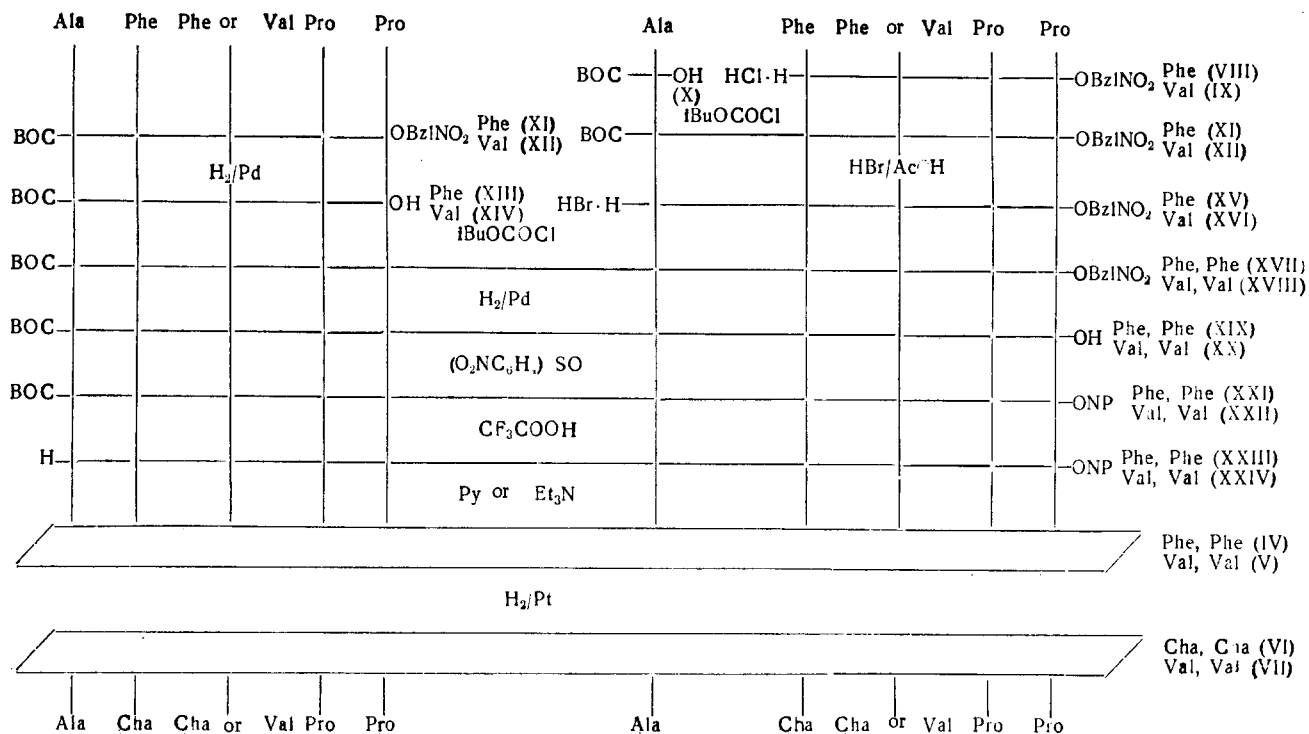 Ala Phe Phe or Val Pro Pro Ala Phe Phe or Val Pro Pro
BOC OH HCl·H OBzlNO₂ Phe (VIII)
(X) Val (IX)
iBuOCOCl
BOC OBzlNO₂ Phe (XI) BOC OBzlNO₂ Phe (XI)
Val (XII) Val (XII)
H₂/Pd HBr/AcOH
BOC OH Phe (XIII) HBr·H OBzlNO₂ Phe (XV)
Val (XIV) Val (XVI)
iBuOCOCl
BOC OBzlNO₂ Phe, Phe (XVII)
Val, Val (XVIII)
H₂/Pd
BOC OH Phe, Phe (XIX)
Val, Val (XX)
(O₂NC₆H₄) SO
BOC ONP Phe, Phe (XXI)
Val, Val (XXII)
CF₃COOH
H ONP Phe, Phe (XXIII)
Val, Val (XXIV)
Py or Et₃N
Phe, Phe (IV)
Val, Val (V)
H₂/Pt
Cha, Cha (VI)
Val, Val (VII)
Ala Cha Cha or Val Pro Pro Ala Cha Cha or Val Pro Pro